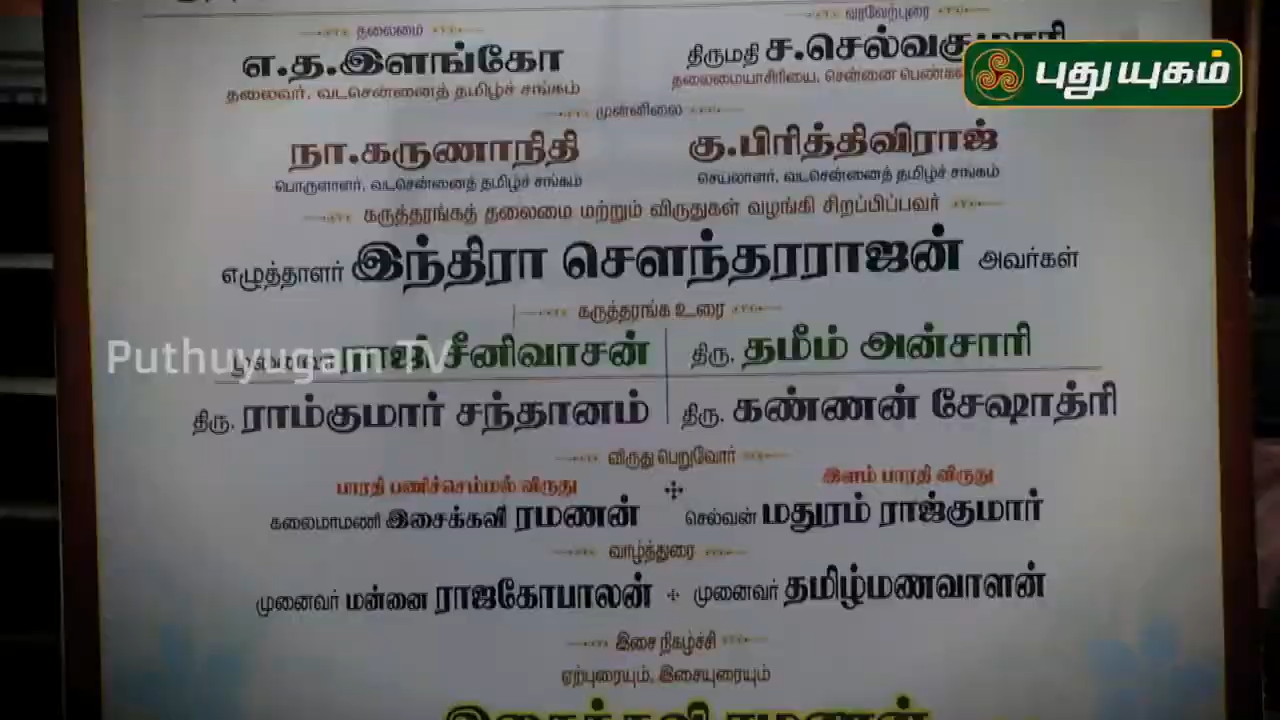 தலைமை
வரவேற்புரை
எ.த.இளங்கோ
திருமதி ச.செல்வகுமாரி
தலைவர், வடசென்னைத் தமிழ்ச் சங்கம்
தலைமையாசிரியை, சென்னை
புதுயுகம்
முன்னிலை
நா.கருணாநிதி
கு.பிரித்திவிராஜ்
பொருளாளர், வடசென்னைத் தமிழ்ச் சங்கம்
செயலாளர், வடசென்னைத் தமிழ்ச் சங்கம்
கருத்தரங்கத் தலைமை மற்றும் விருதுகள் வழங்கி சிறப்பிப்பவர்
எழுத்தாளர் இந்திரா சௌந்தரராஜன் அவர்கள்
கருத்தரங்க உரை
ராஜ் சீனிவாசன்
திரு. தமீம் அன்சாரி
Puthuyugam TV
திரு. ராம்குமார் சந்தானம்
திரு. கண்ணன் சேஷாத்ரி
விருது பெறுவோர்
பாரதி பணிச்செம்மல் விருது
இளம் பாரதி விருது
கலைமாமணி இசைக்கவி ரமணன்
செல்வன் மதுரம் ராஜ்குமார்
வாழ்த்துரை
முனைவர் மன்னை ராஜகோபாலன்
முனைவர் தமிழ்மணவாளன்
இசை நிகழ்ச்சி
ஏற்புரையும், இசையுரையும்
இசைக்கவி ரமணன்